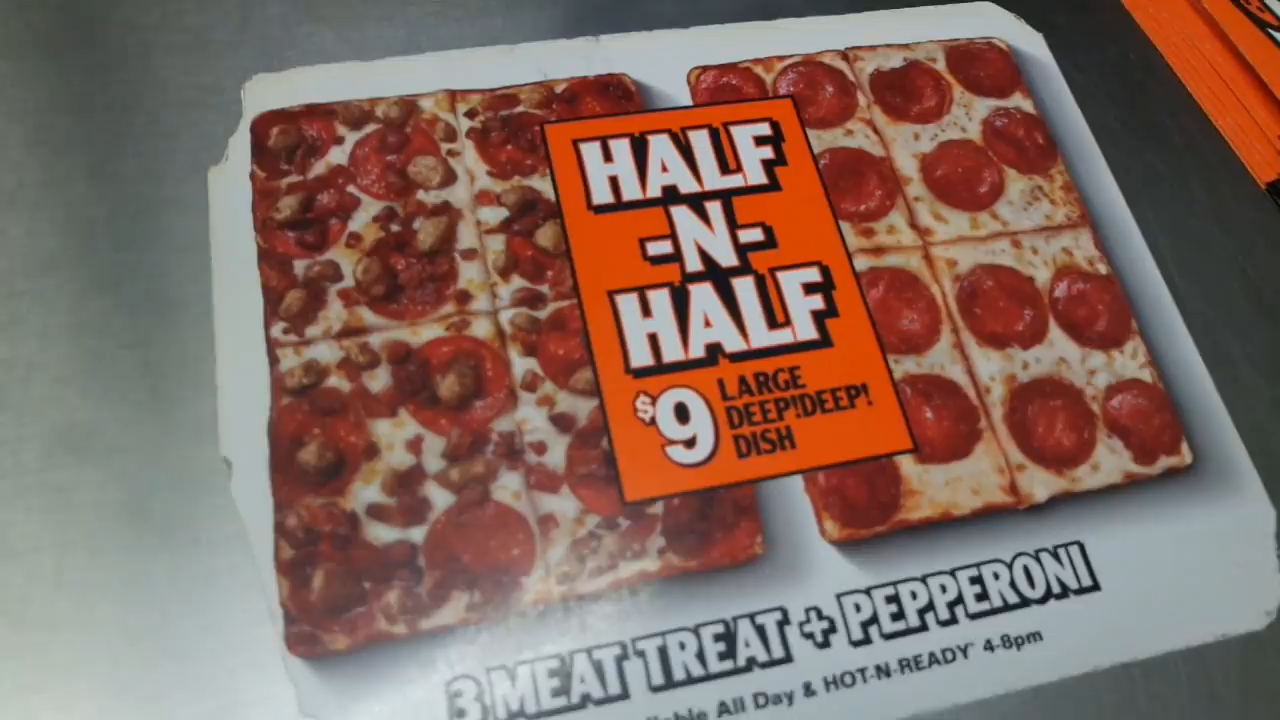 HALF
-N-
HALF
$9 LARGE
DEEP!DEEP!
DISH
3 MEAT TREAT + PEPPERONI
All Day & HOT-N-READY 4-8pm